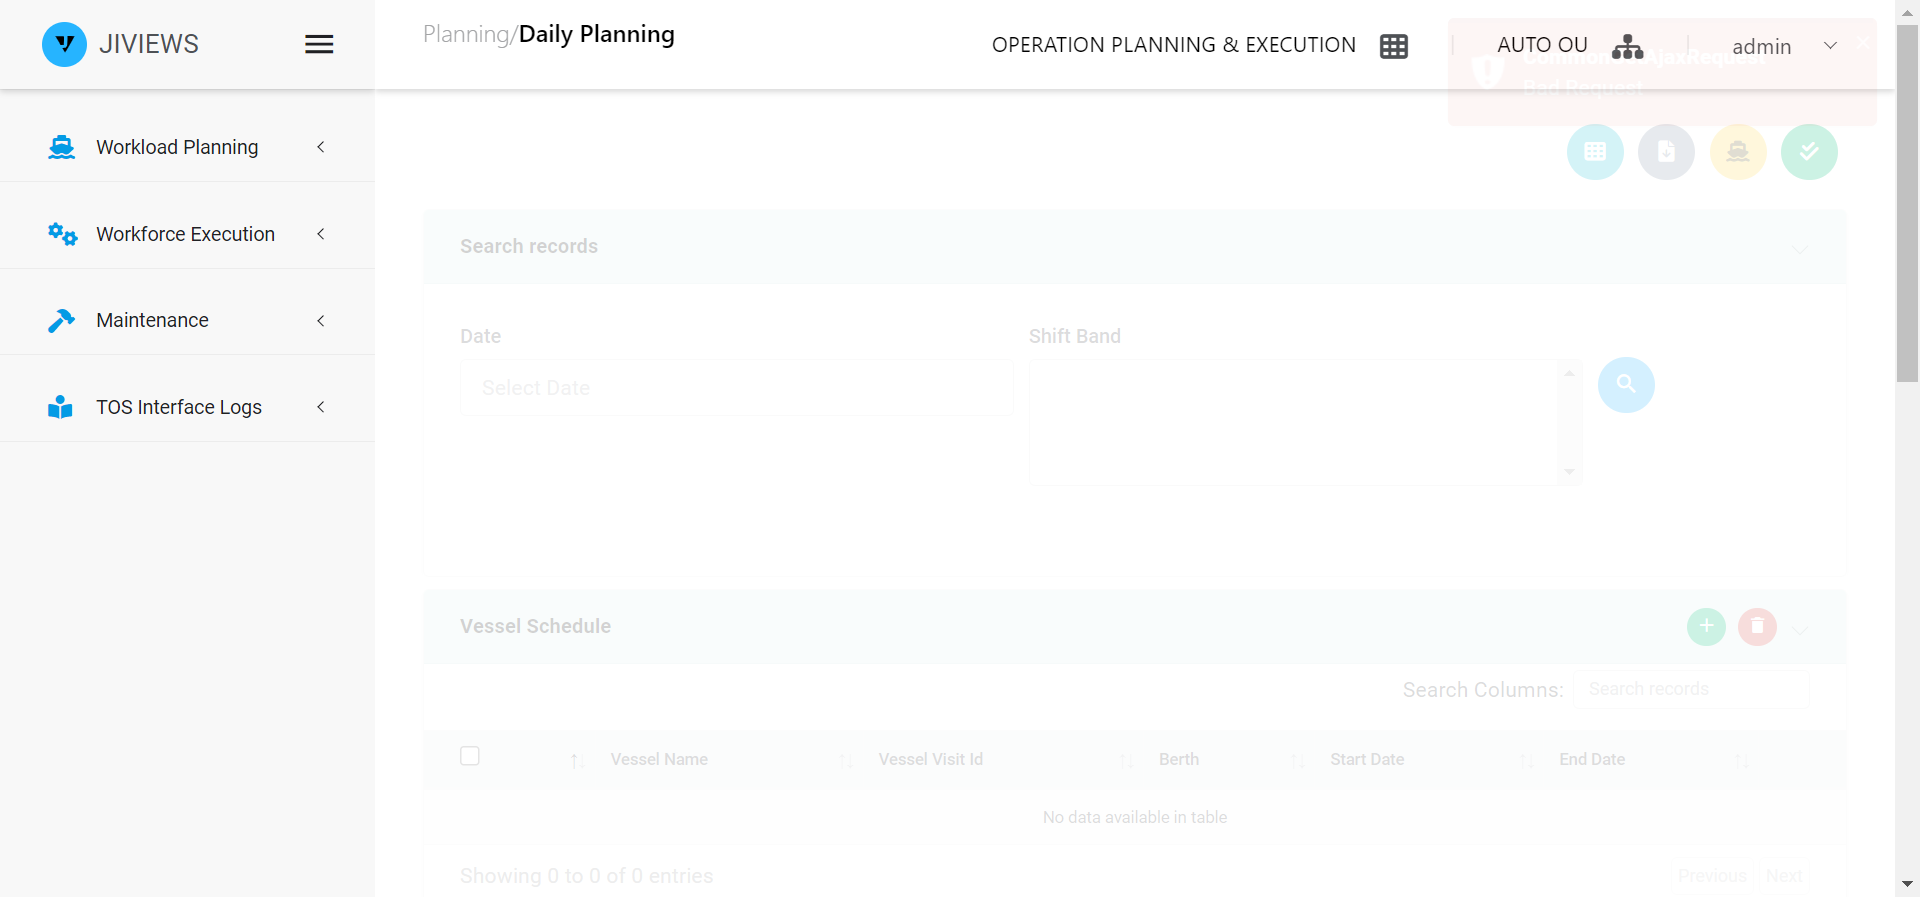 JIVIEWS
Planning/Daily Planning
OPERATION PLANNING & EXECUTION
AUTO OU
admin
AjaxRequest
Bad Request
Workload Planning
Workforce Execution
Maintenance
TOS Interface Logs
Search records
Date
Shift Band
Select Date
Vessel Schedule
Search Columns:
Search records
Vessel Name
Vessel Visit Id
Berth
Start Date
End Date
No data available in table
Showing 0 to 0 of 0 entries
Previous
Next